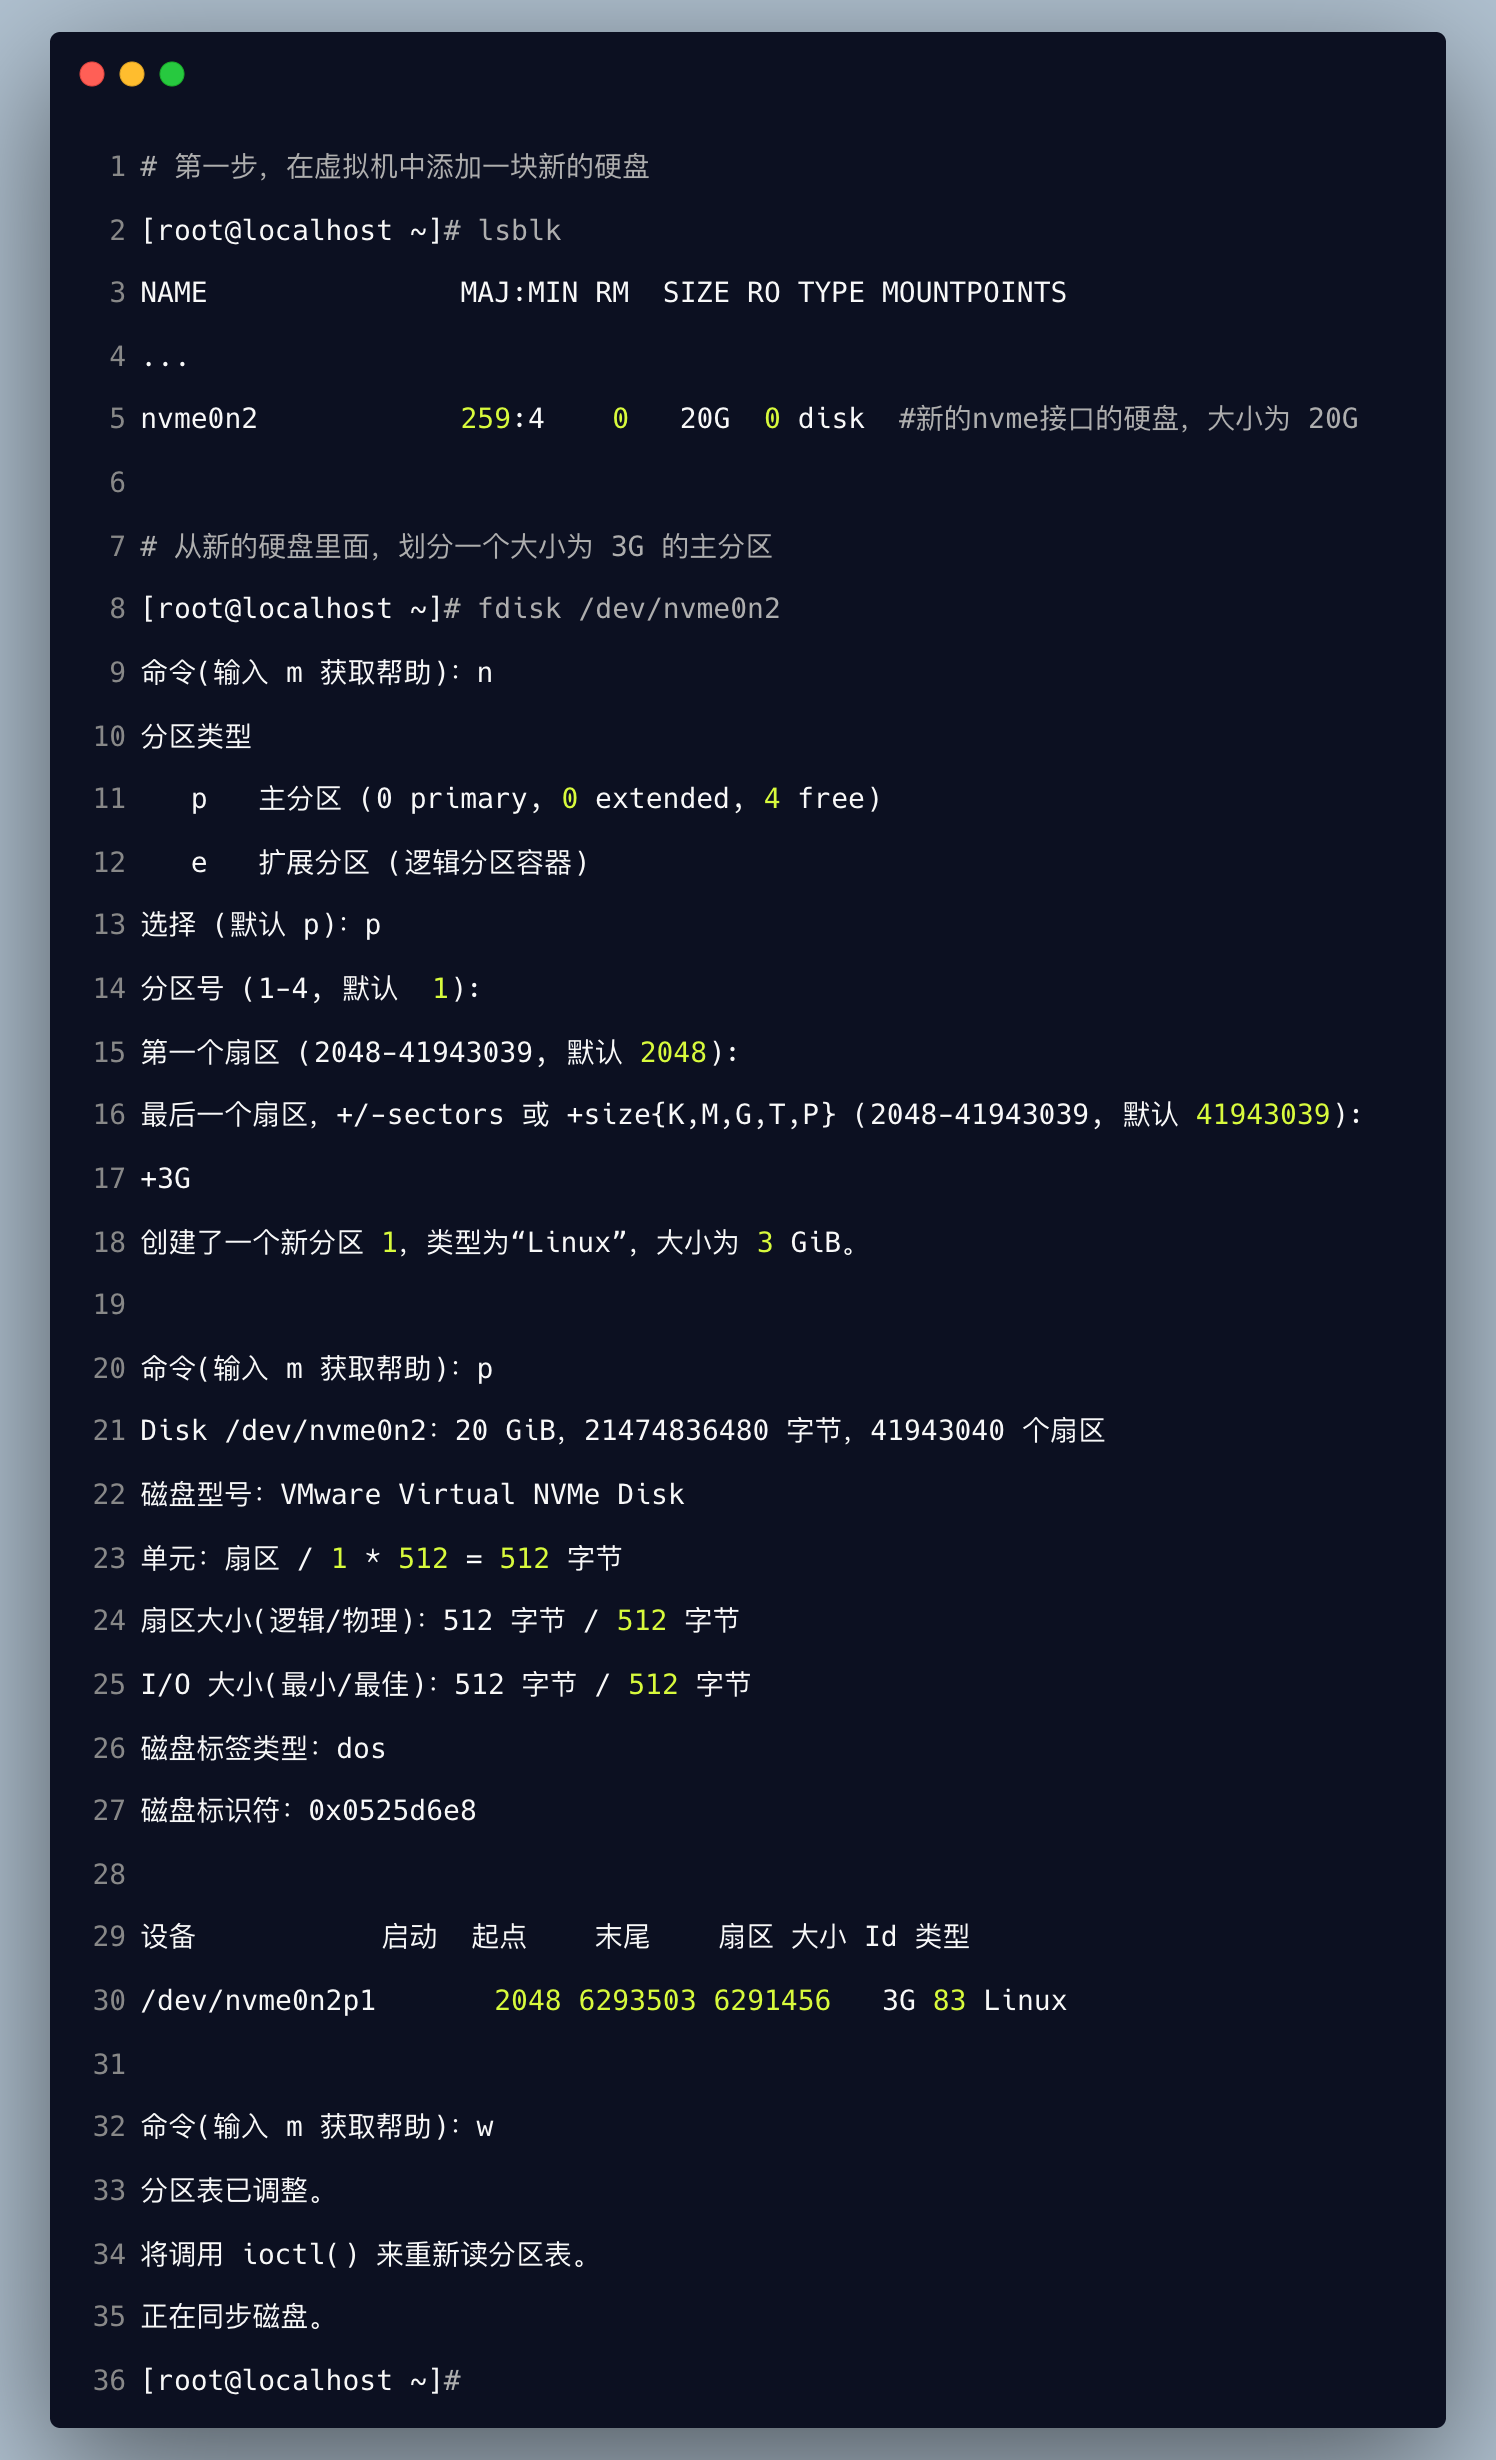 1 # 第一步，在虚拟机中添加一块新的硬盘
2 [root@localhost ~]# lsblk
3 NAME               MAJ:MIN RM  SIZE RO TYPE MOUNTPOINTS
4 ...
5 nvme0n2            259:4    0   20G  0 disk  #新的nvme接口的硬盘，大小为 20G
6
7 # 从新的硬盘里面，划分一个大小为 3G 的主分区
8 [root@localhost ~]# fdisk /dev/nvme0n2
9 命令(输入 m 获取帮助)：n
10 分区类型
11    p   主分区 (0 primary, 0 extended, 4 free)
12    e   扩展分区 (逻辑分区容器)
13 选择 (默认 p)：p
14 分区号 (1-4, 默认  1):
15 第一个扇区 (2048-41943039, 默认 2048):
16 最后一个扇区，+/-sectors 或 +size{K,M,G,T,P} (2048-41943039, 默认 41943039):
17 +3G
18 创建了一个新分区 1，类型为“Linux”，大小为 3 GiB。
19
20 命令(输入 m 获取帮助)：p
21 Disk /dev/nvme0n2：20 GiB，21474836480 字节，41943040 个扇区
22 磁盘型号：VMware Virtual NVMe Disk
23 单元：扇区 / 1 * 512 = 512 字节
24 扇区大小(逻辑/物理)：512 字节 / 512 字节
25 I/O 大小(最小/最佳)：512 字节 / 512 字节
26 磁盘标签类型：dos
27 磁盘标识符：0x0525d6e8
28
29 设备           启动  起点    末尾    扇区 大小 Id 类型
30 /dev/nvme0n2p1       2048 6293503 6291456   3G 83 Linux
31
32 命令(输入 m 获取帮助)：w
33 分区表已调整。
34 将调用 ioctl() 来重新读分区表。
35 正在同步磁盘。
36 [root@localhost ~]#